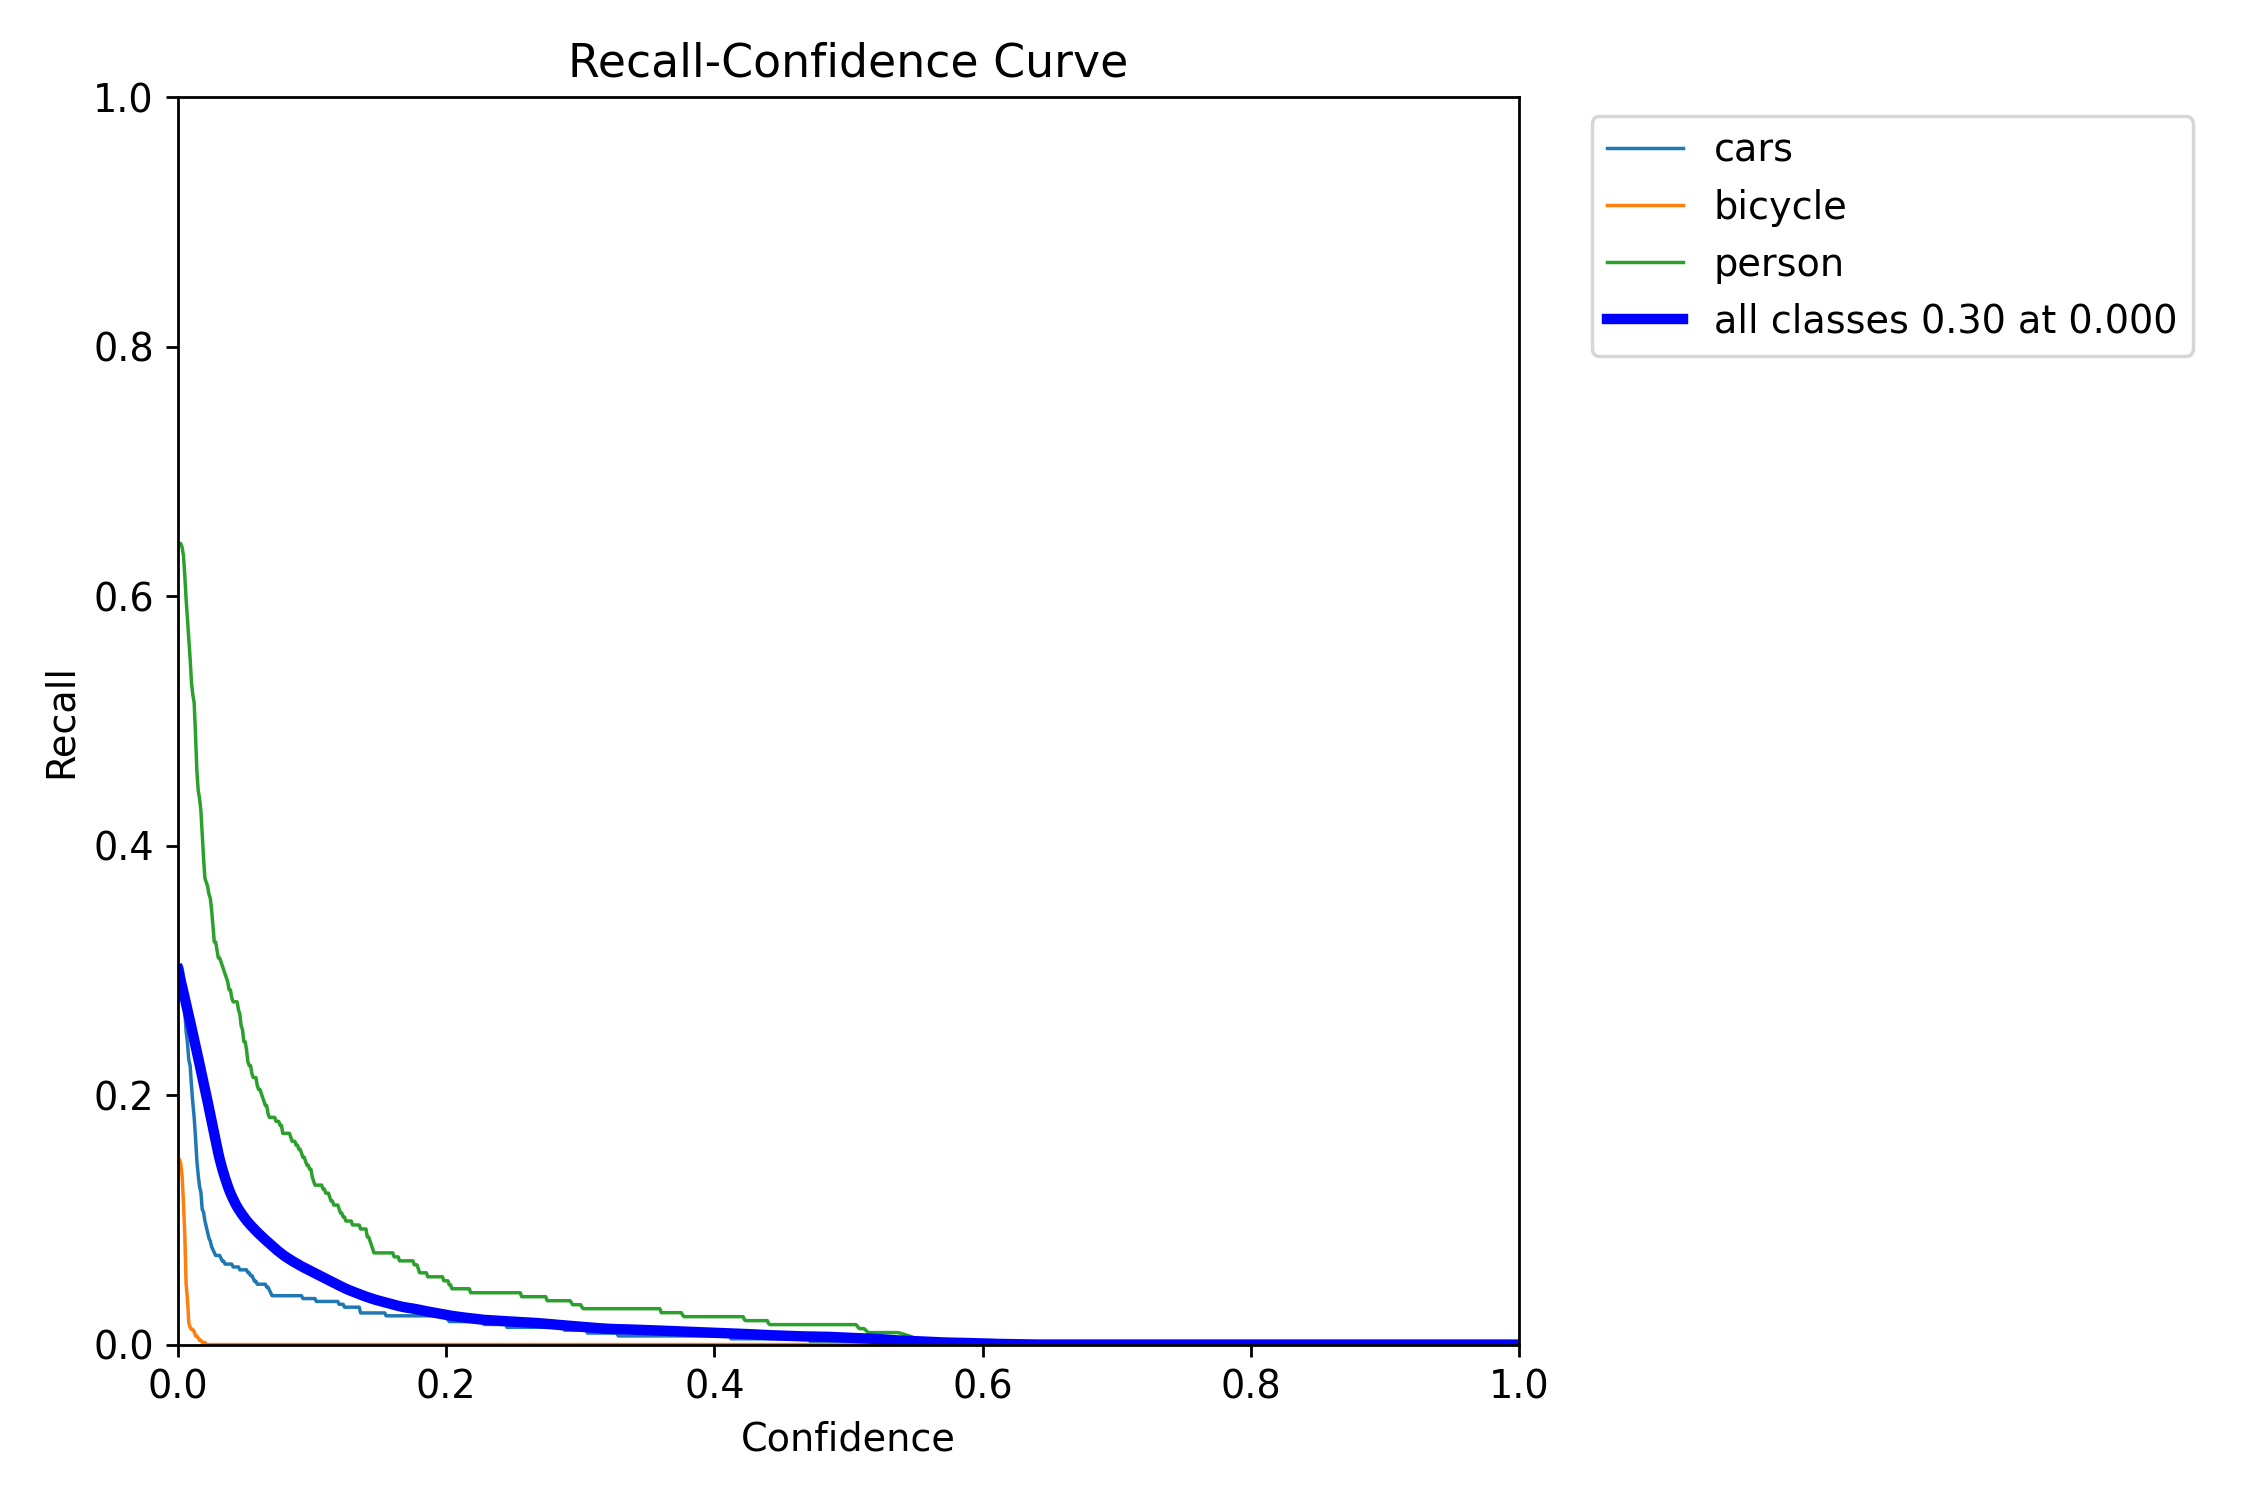 Recall-Confidence Curve
1.0
0.8
0.6
0.4
0.2
0.0
Recall
0.0 0.2 0.4 0.6 0.8 1.0
Confidence
cars
bicycle
person
all classes 0.30 at 0.000